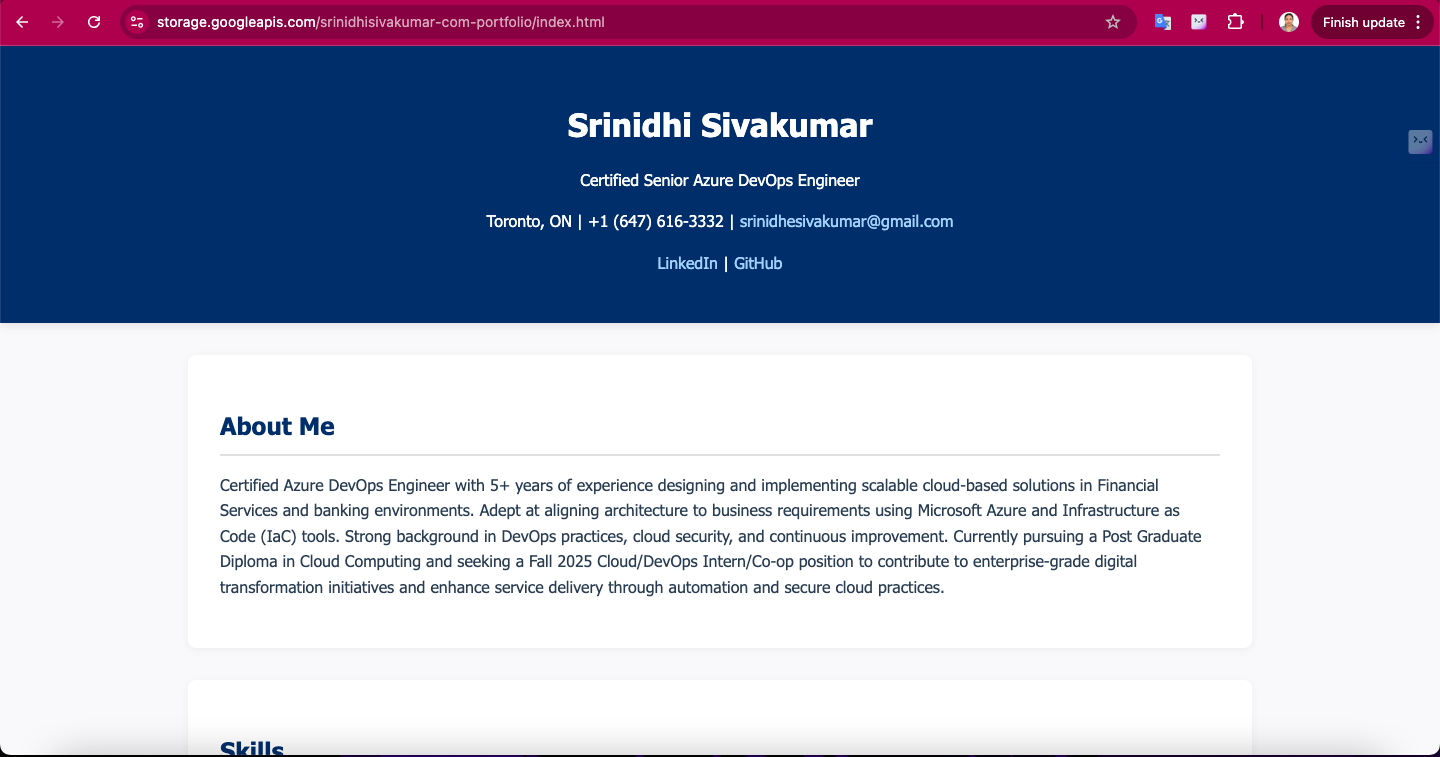 storage.googleapis.com/srinidhisivakumar-com-portfolio/index.html
Finish update
Srinidhi Sivakumar
Certified Senior Azure DevOps Engineer
Toronto, ON | +1 (647) 616-3332 | srinidhesivakumar@gmail.com
LinkedIn | GitHub
About Me
Certified Azure DevOps Engineer with 5+ years of experience designing and implementing scalable cloud-based solutions in Financial
Services and banking environments. Adept at aligning architecture to business requirements using Microsoft Azure and Infrastructure as
Code (IaC) tools. Strong background in DevOps practices, cloud security, and continuous improvement. Currently pursuing a Post Graduate
Diploma in Cloud Computing and seeking a Fall 2025 Cloud/DevOps Intern/Co-op position to contribute to enterprise-grade digital
transformation initiatives and enhance service delivery through automation and secure cloud practices.
Skills